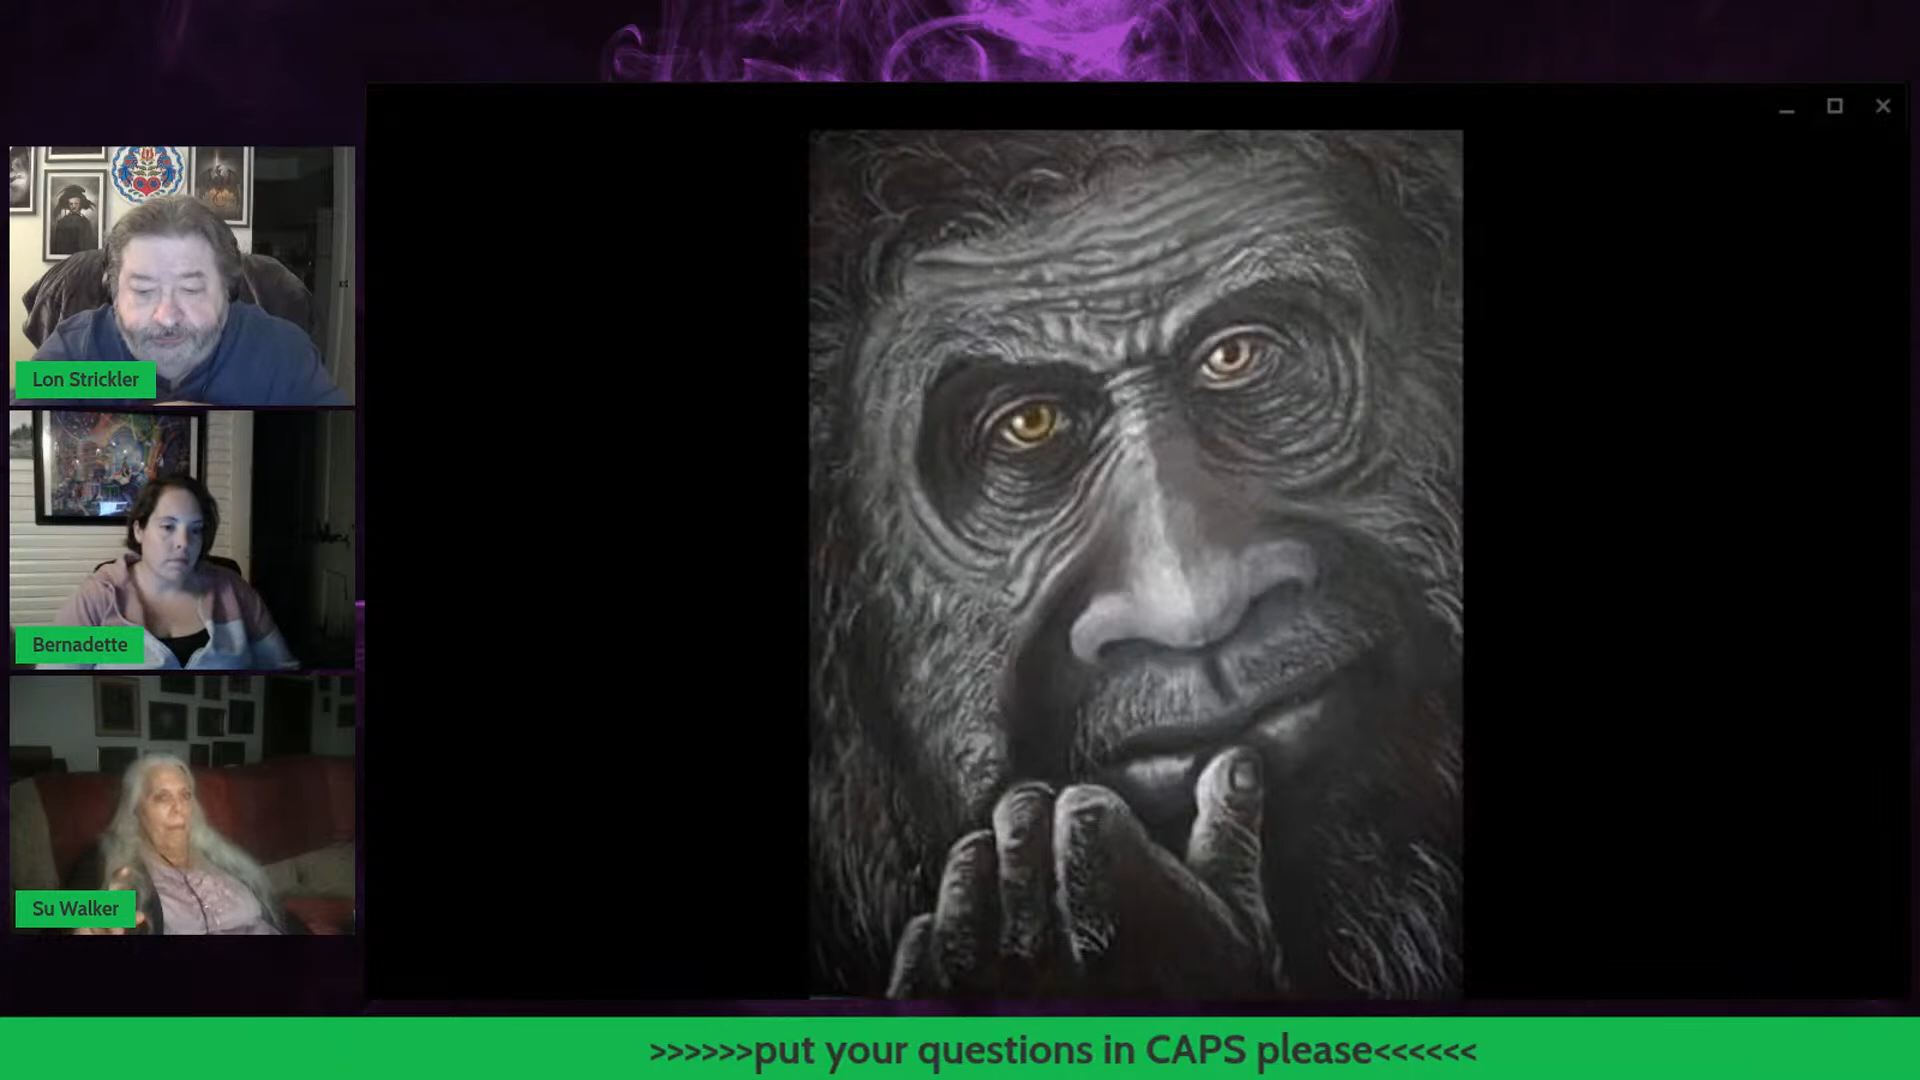 Lon Strickler
Bernadette
Su Walker
>>>>>>put your questions in CAPS please<<<<<<